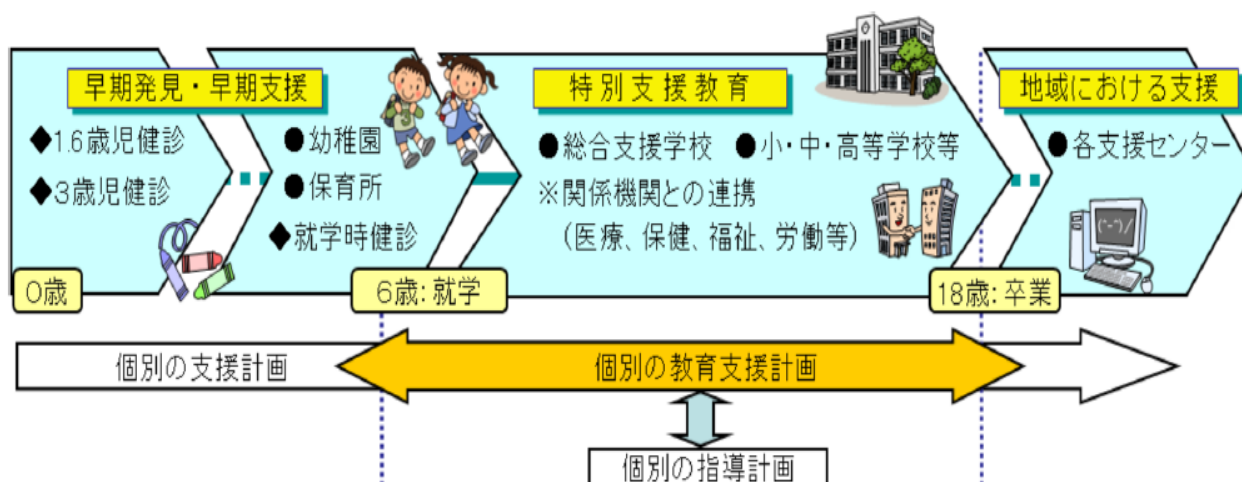 早期発見・早期支援
◆1.6歳児健診
◆3歳児健診
●幼稚園
●保育所
◆就学時健診
特別支援教育
●総合支援学校　●小・中・高等学校等
※関係機関との連携
（医療、保健、福祉、労働等）
地域における支援
●各支援センター
(^-^)/
0歳
6歳：就学
18歳：卒業
個別の支援計画
個別の教育支援計画
個別の指導計画